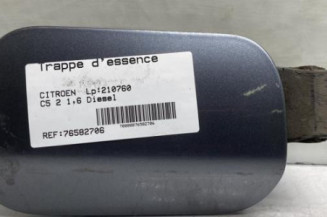 Trappe d'essence
CITROEN Lp:210760
C5 2 1,6 Diesel
REF:76582706